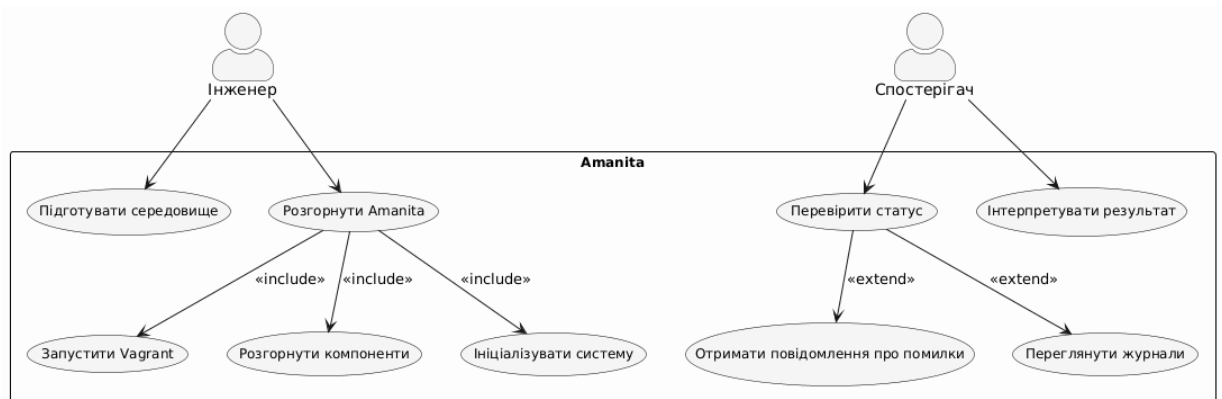 Інженер
Спостерігач
Amanita
Підготувати середовище
Розгорнути Amanita
Перевірити статус
Інтерпретувати результат
«include»
«include»
«include»
«extend»
«extend»
Запустити Vagrant
Розгорнути компоненти
Ініціалізувати систему
Отримати повідомлення про помилки
Переглянути журнали